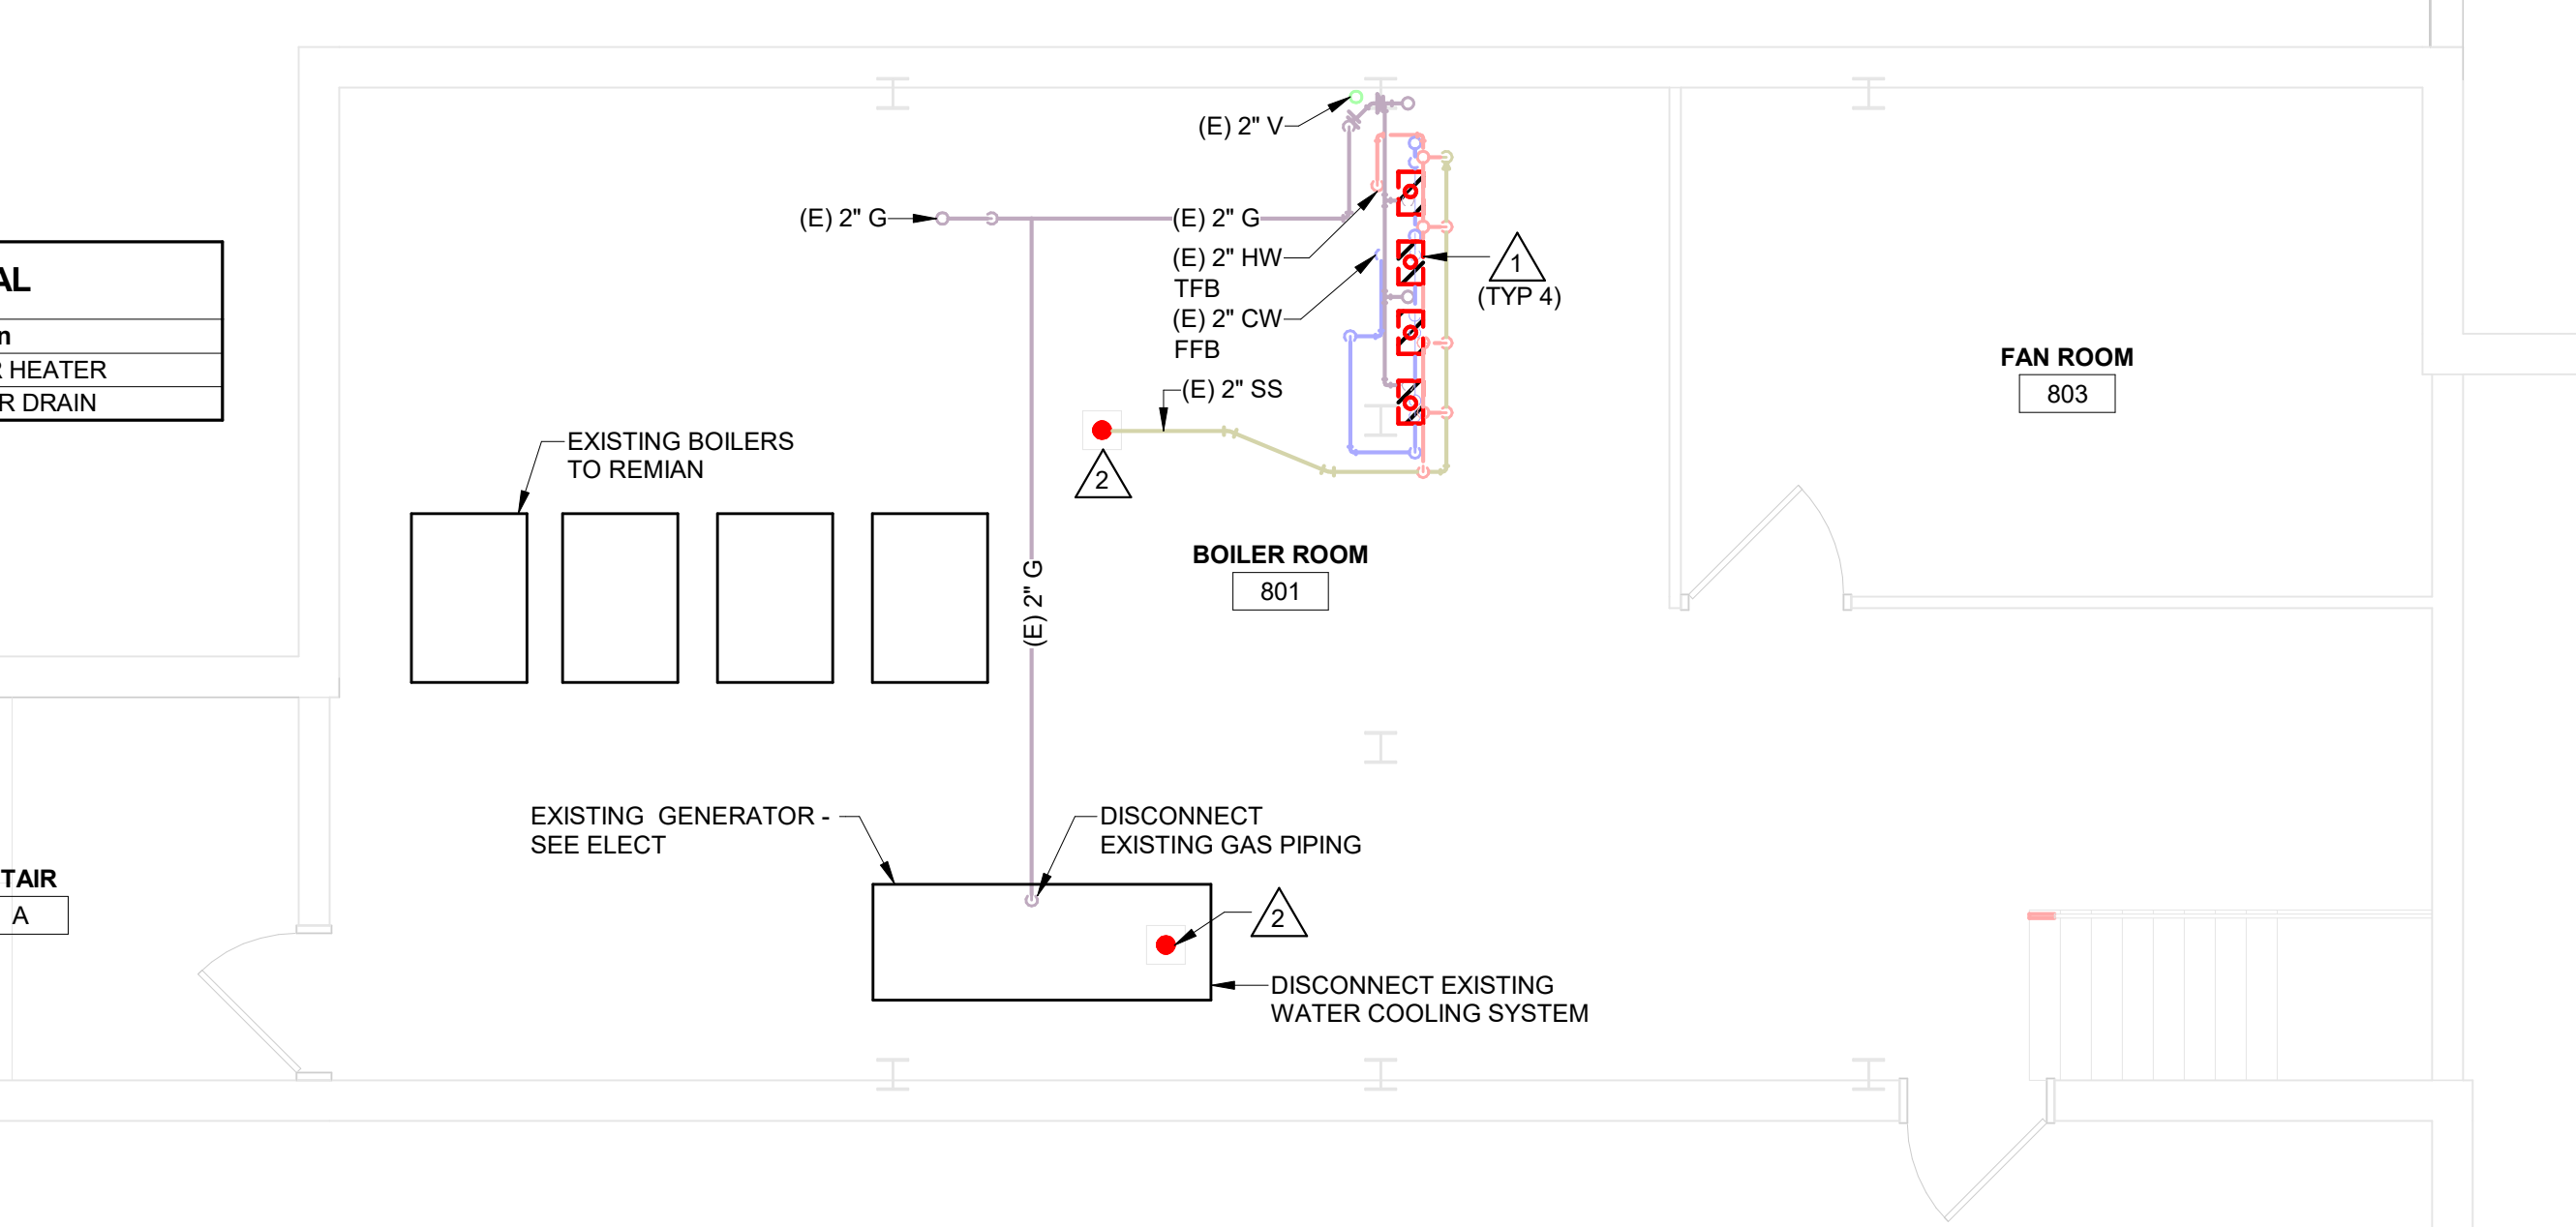 AL
n
R HEATER
R DRAIN
(E) 2" V
(E) 2" G
(E) 2" G
(E) 2" HW
TFB
(E) 2" CW
FFB
(E) 2" SS
1
(TYP 4)
2
FAN ROOM
803
EXISTING BOILERS
TO REMIAN
BOILER ROOM
801
(E) 2" G
EXISTING GENERATOR -
SEE ELECT
DISCONNECT
EXISTING GAS PIPING
2
DISCONNECT EXISTING
WATER COOLING SYSTEM
TAIR
A